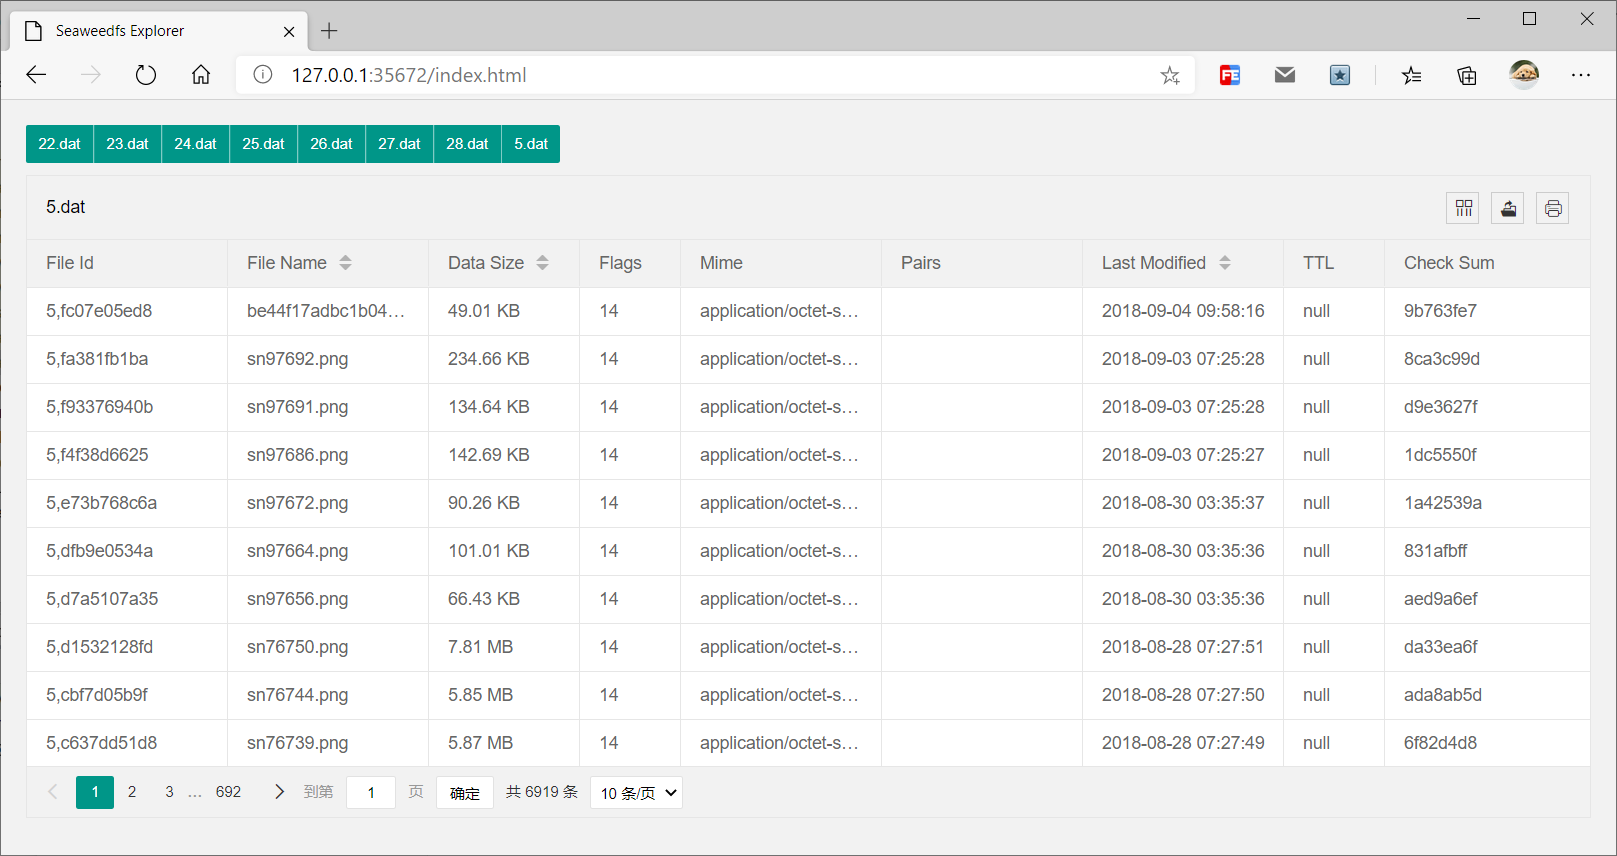 Seaweedfs Explorer
127.0.0.1:35672/index.html
FE
22.dat 23.dat 24.dat 25.dat 26.dat 27.dat 28.dat 5.dat
5.dat
File Id File Name Data Size Flags Mime Pairs Last Modified TTL Check Sum
5,fc07e05ed8 be44f17adbc1b04... 49.01 KB 14 application/octet-s... 2018-09-04 09:58:16 null 9b763fe7
5,fa381fb1ba sn97692.png 234.66 KB 14 application/octet-s... 2018-09-03 07:25:28 null 8ca3c99d
5,f93376940b sn97691.png 134.64 KB 14 application/octet-s... 2018-09-03 07:25:28 null d9e3627f
5,f4f38d6625 sn97686.png 142.69 KB 14 application/octet-s... 2018-09-03 07:25:27 null 1dc5550f
5,e73b768c6a sn97672.png 90.26 KB 14 application/octet-s... 2018-08-30 03:35:37 null 1a42539a
5,dfb9e0534a sn97664.png 101.01 KB 14 application/octet-s... 2018-08-30 03:35:36 null 831afbff
5,d7a5107a35 sn97656.png 66.43 KB 14 application/octet-s... 2018-08-30 03:35:36 null aed9a6ef
5,d1532128fd sn76750.png 7.81 MB 14 application/octet-s... 2018-08-28 07:27:51 null da33ea6f
5,cbf7d05b9f sn76744.png 5.85 MB 14 application/octet-s... 2018-08-28 07:27:50 null ada8ab5d
5,c637dd51d8 sn76739.png 5.87 MB 14 application/octet-s... 2018-08-28 07:27:49 null 6f82d4d8
1 2 3 ... 692 到第 1 页 确定 共 6919 条 10 条/页